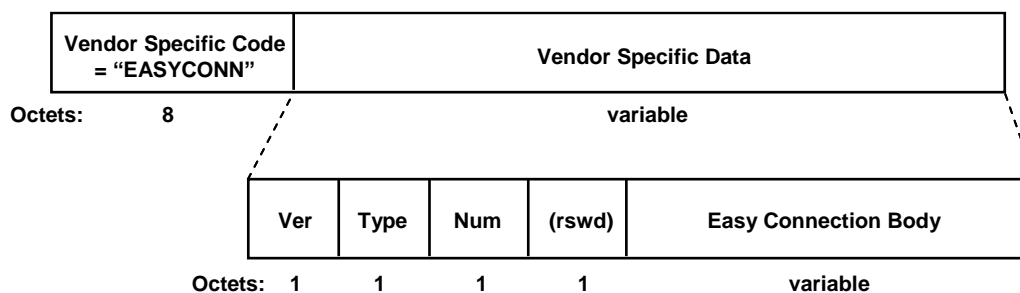 Vendor Specific Code
= “EASYCONN”
Vendor Specific Data
Octets: 8 variable
Ver Type Num (rswd) Easy Connection Body
Octets: 1 1 1 1 variable